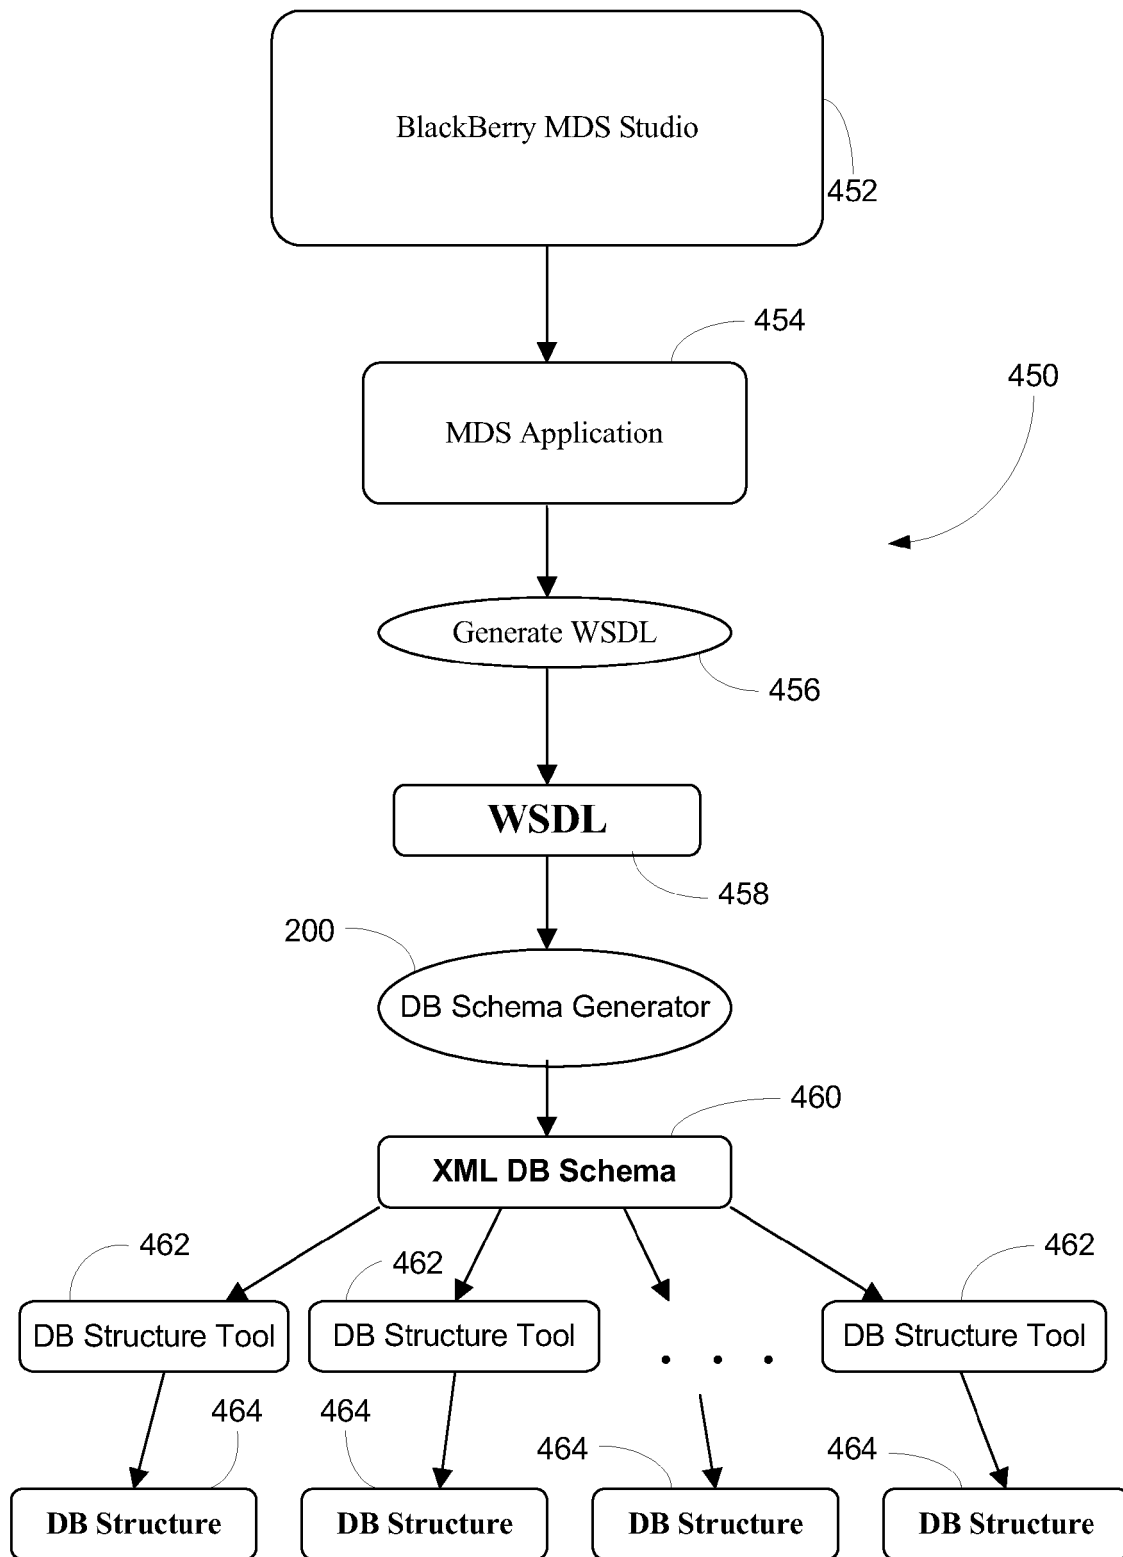 BlackBerry MDS Studio
452
454
450
MDS Application
Generate WSDL
456
WSDL
458
200
DB Schema Generator
460
XML DB Schema
462
462
462
DB Structure Tool
DB Structure Tool
DB Structure Tool
. . .
464
464
464
464
DB Structure
DB Structure
DB Structure
DB Structure